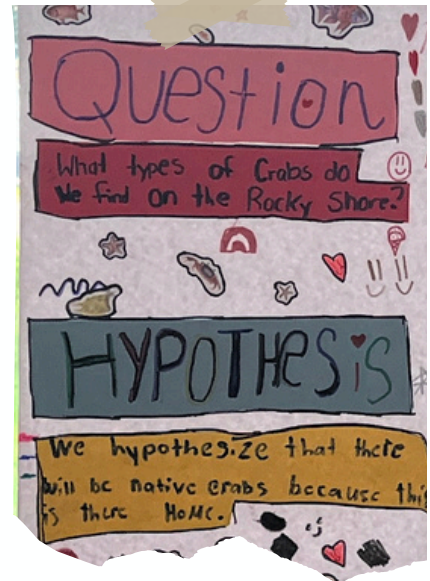 Question
What types of Crabs do
We find on the Rocky Shore?
HYPOTHESiS
We hypothesize that there
will be native crabs because this
is there HoMe.